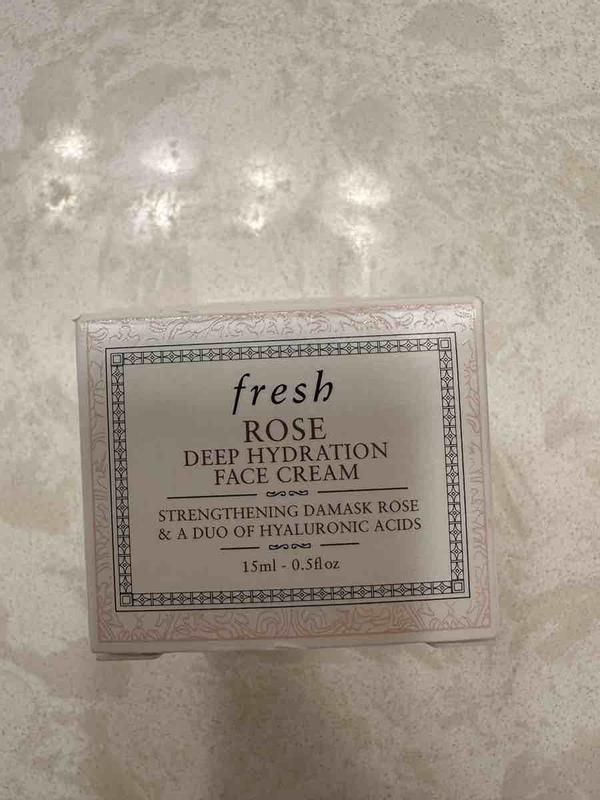 fresh
ROSE
DEEP HYDRATION
FACE CREAM
STRENGTHENING DAMASK ROSE
& A DUO OF HYALURONIC ACIDS
15ml - 0.5fl oz